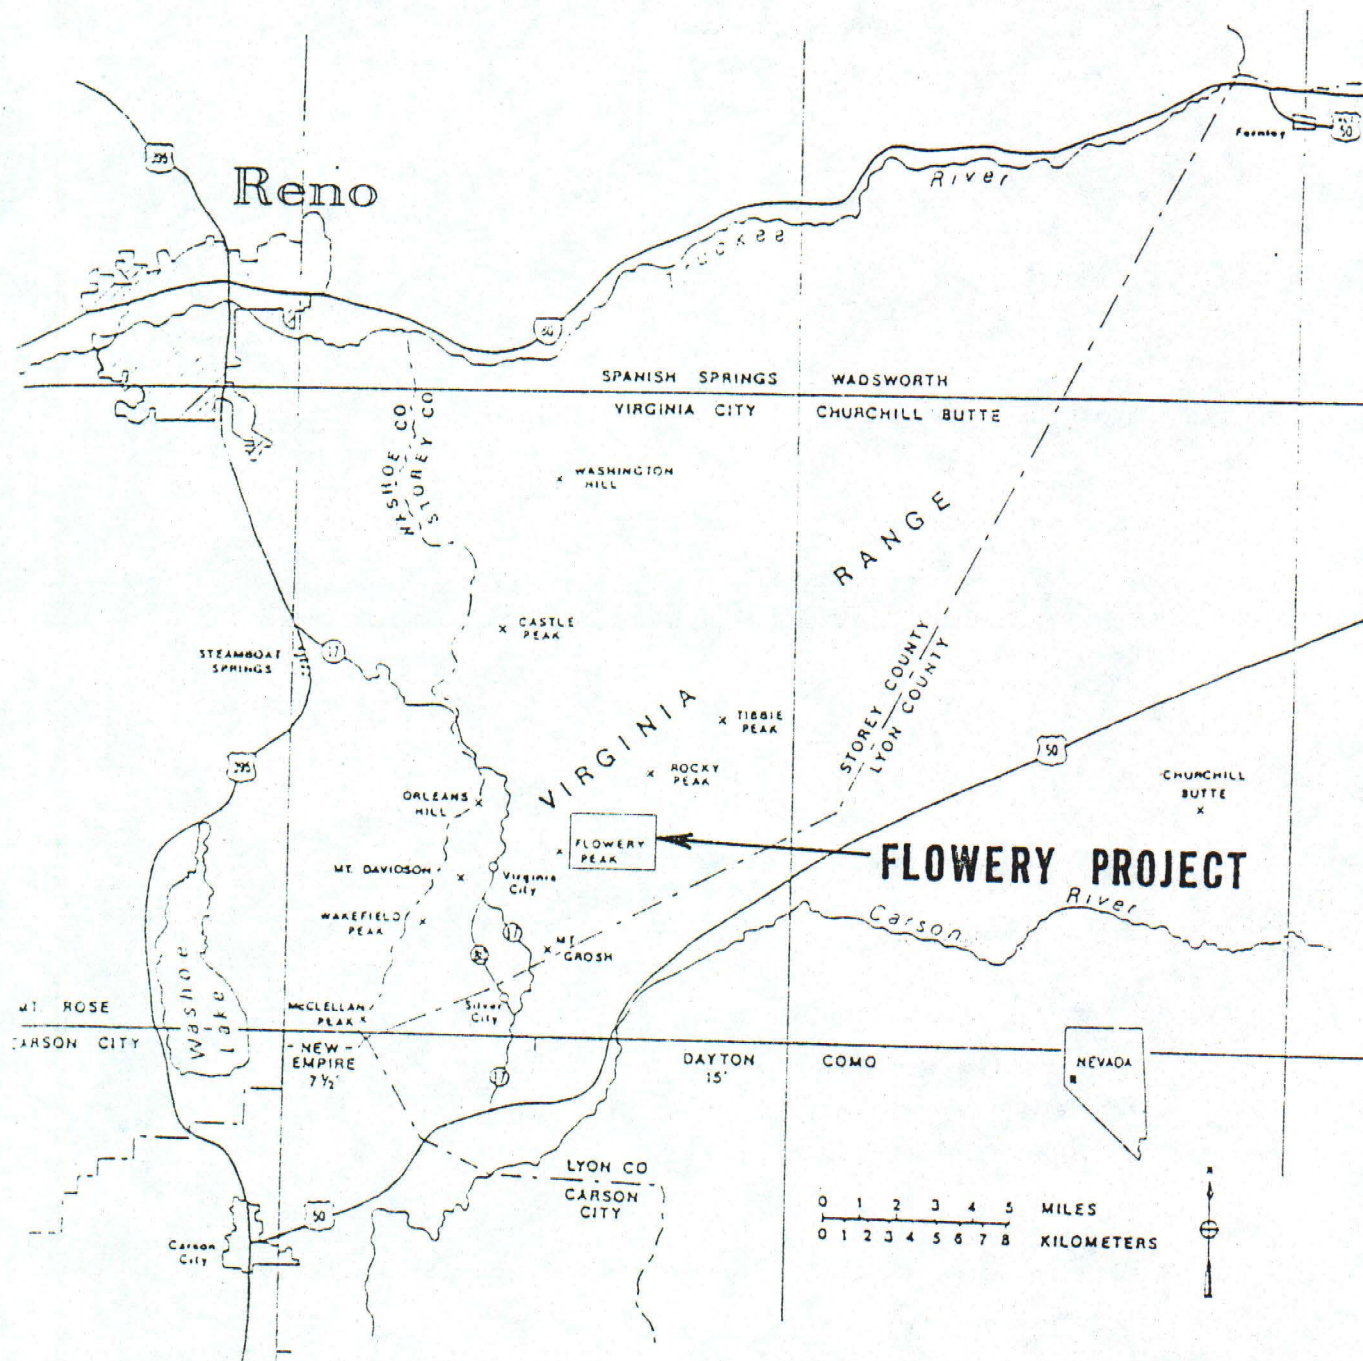 Fernley
50
395
Reno
River
Truckee
80
SPANISH SPRINGS
WADSWORTH
VIRGINIA CITY
CHURCHILL BUTTE
WASHOE CO
STOREY CO
WASHINGTON
HILL
RANGE
CASTLE
PEAK
STEAMBOAT
SPRINGS
17
STOREY COUNTY
LYON COUNTY
VIRGINIA
TIBBIE
PEAK
50
395
ROCKY
PEAK
CHURCHILL
BUTTE
ORLEANS
HILL
FLOWERY
PEAK
FLOWERY PROJECT
MT. DAVIDSON
Virginia
City
River
Carson
WAKEFIELD
PEAK
17
MT.
GROSH
Washoe
Lake
McCLELLAN
PEAK
Silver
City
MT. ROSE
CARSON CITY
- NEW -
EMPIRE
7½'
DAYTON
15'
COMO
NEVADA
17
LYON CO
CARSON
CITY
50
Carson
City
0 1 2 3 4 5 MILES
0 1 2 3 4 5 6 7 8 KILOMETERS